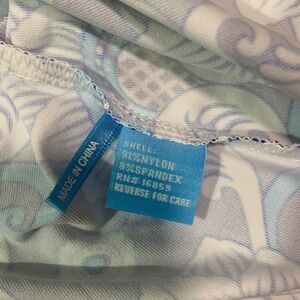 MADE IN CHINA
SHELL:
91%NYLON
9%SPANDEX
RN# 16859
REVERSE FOR CARE